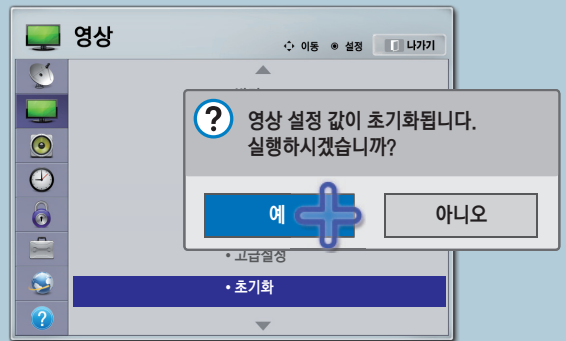 영상
이동 설정 나가기
영상 설정 값이 초기화됩니다.
실행하시겠습니까?
예
아니오
• 고급설정
• 초기화